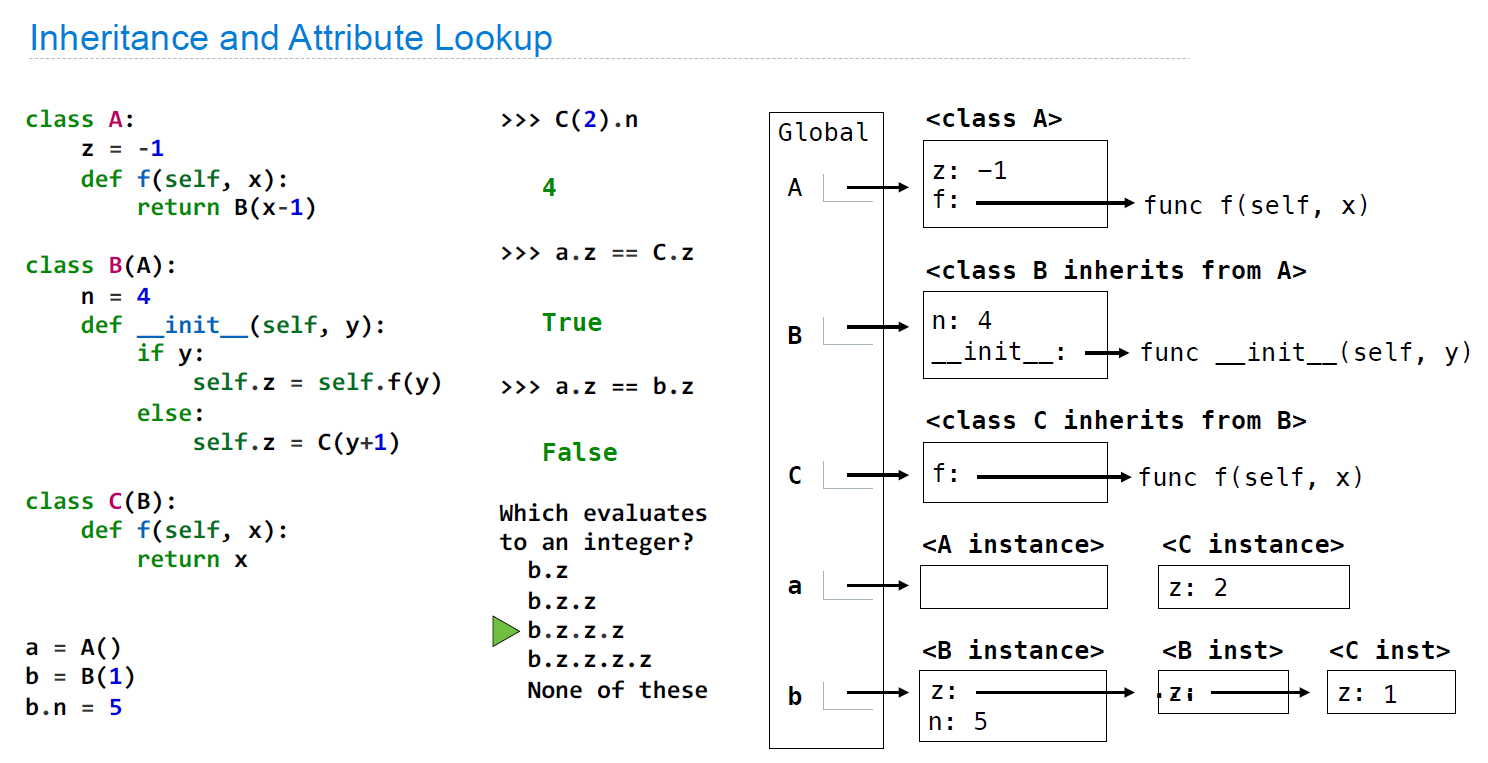 Inheritance and Attribute Lookup
class A:
    z = -1
    def f(self, x):
        return B(x-1)
class B(A):
    n = 4
    def __init__(self, y):
        if y:
            self.z = self.f(y)
        else:
            self.z = C(y+1)
class C(B):
    def f(self, x):
        return x
a = A()
b = B(1)
b.n = 5
>>> C(2).n
4
>>> a.z == C.z
True
>>> a.z == b.z
False
Which evaluates
to an integer?
b.z
b.z.z
b.z.z.z
b.z.z.z.z
None of these
Global
A
B
C
a
b
<class A>
z: −1
f:
func f(self, x)
<class B inherits from A>
n: 4
__init__:
func __init__(self, y)
<class C inherits from B>
f:
func f(self, x)
<A instance>
<C instance>
z: 2
<B instance>
z:
n: 5
<B inst>
z:
<C inst>
z: 1